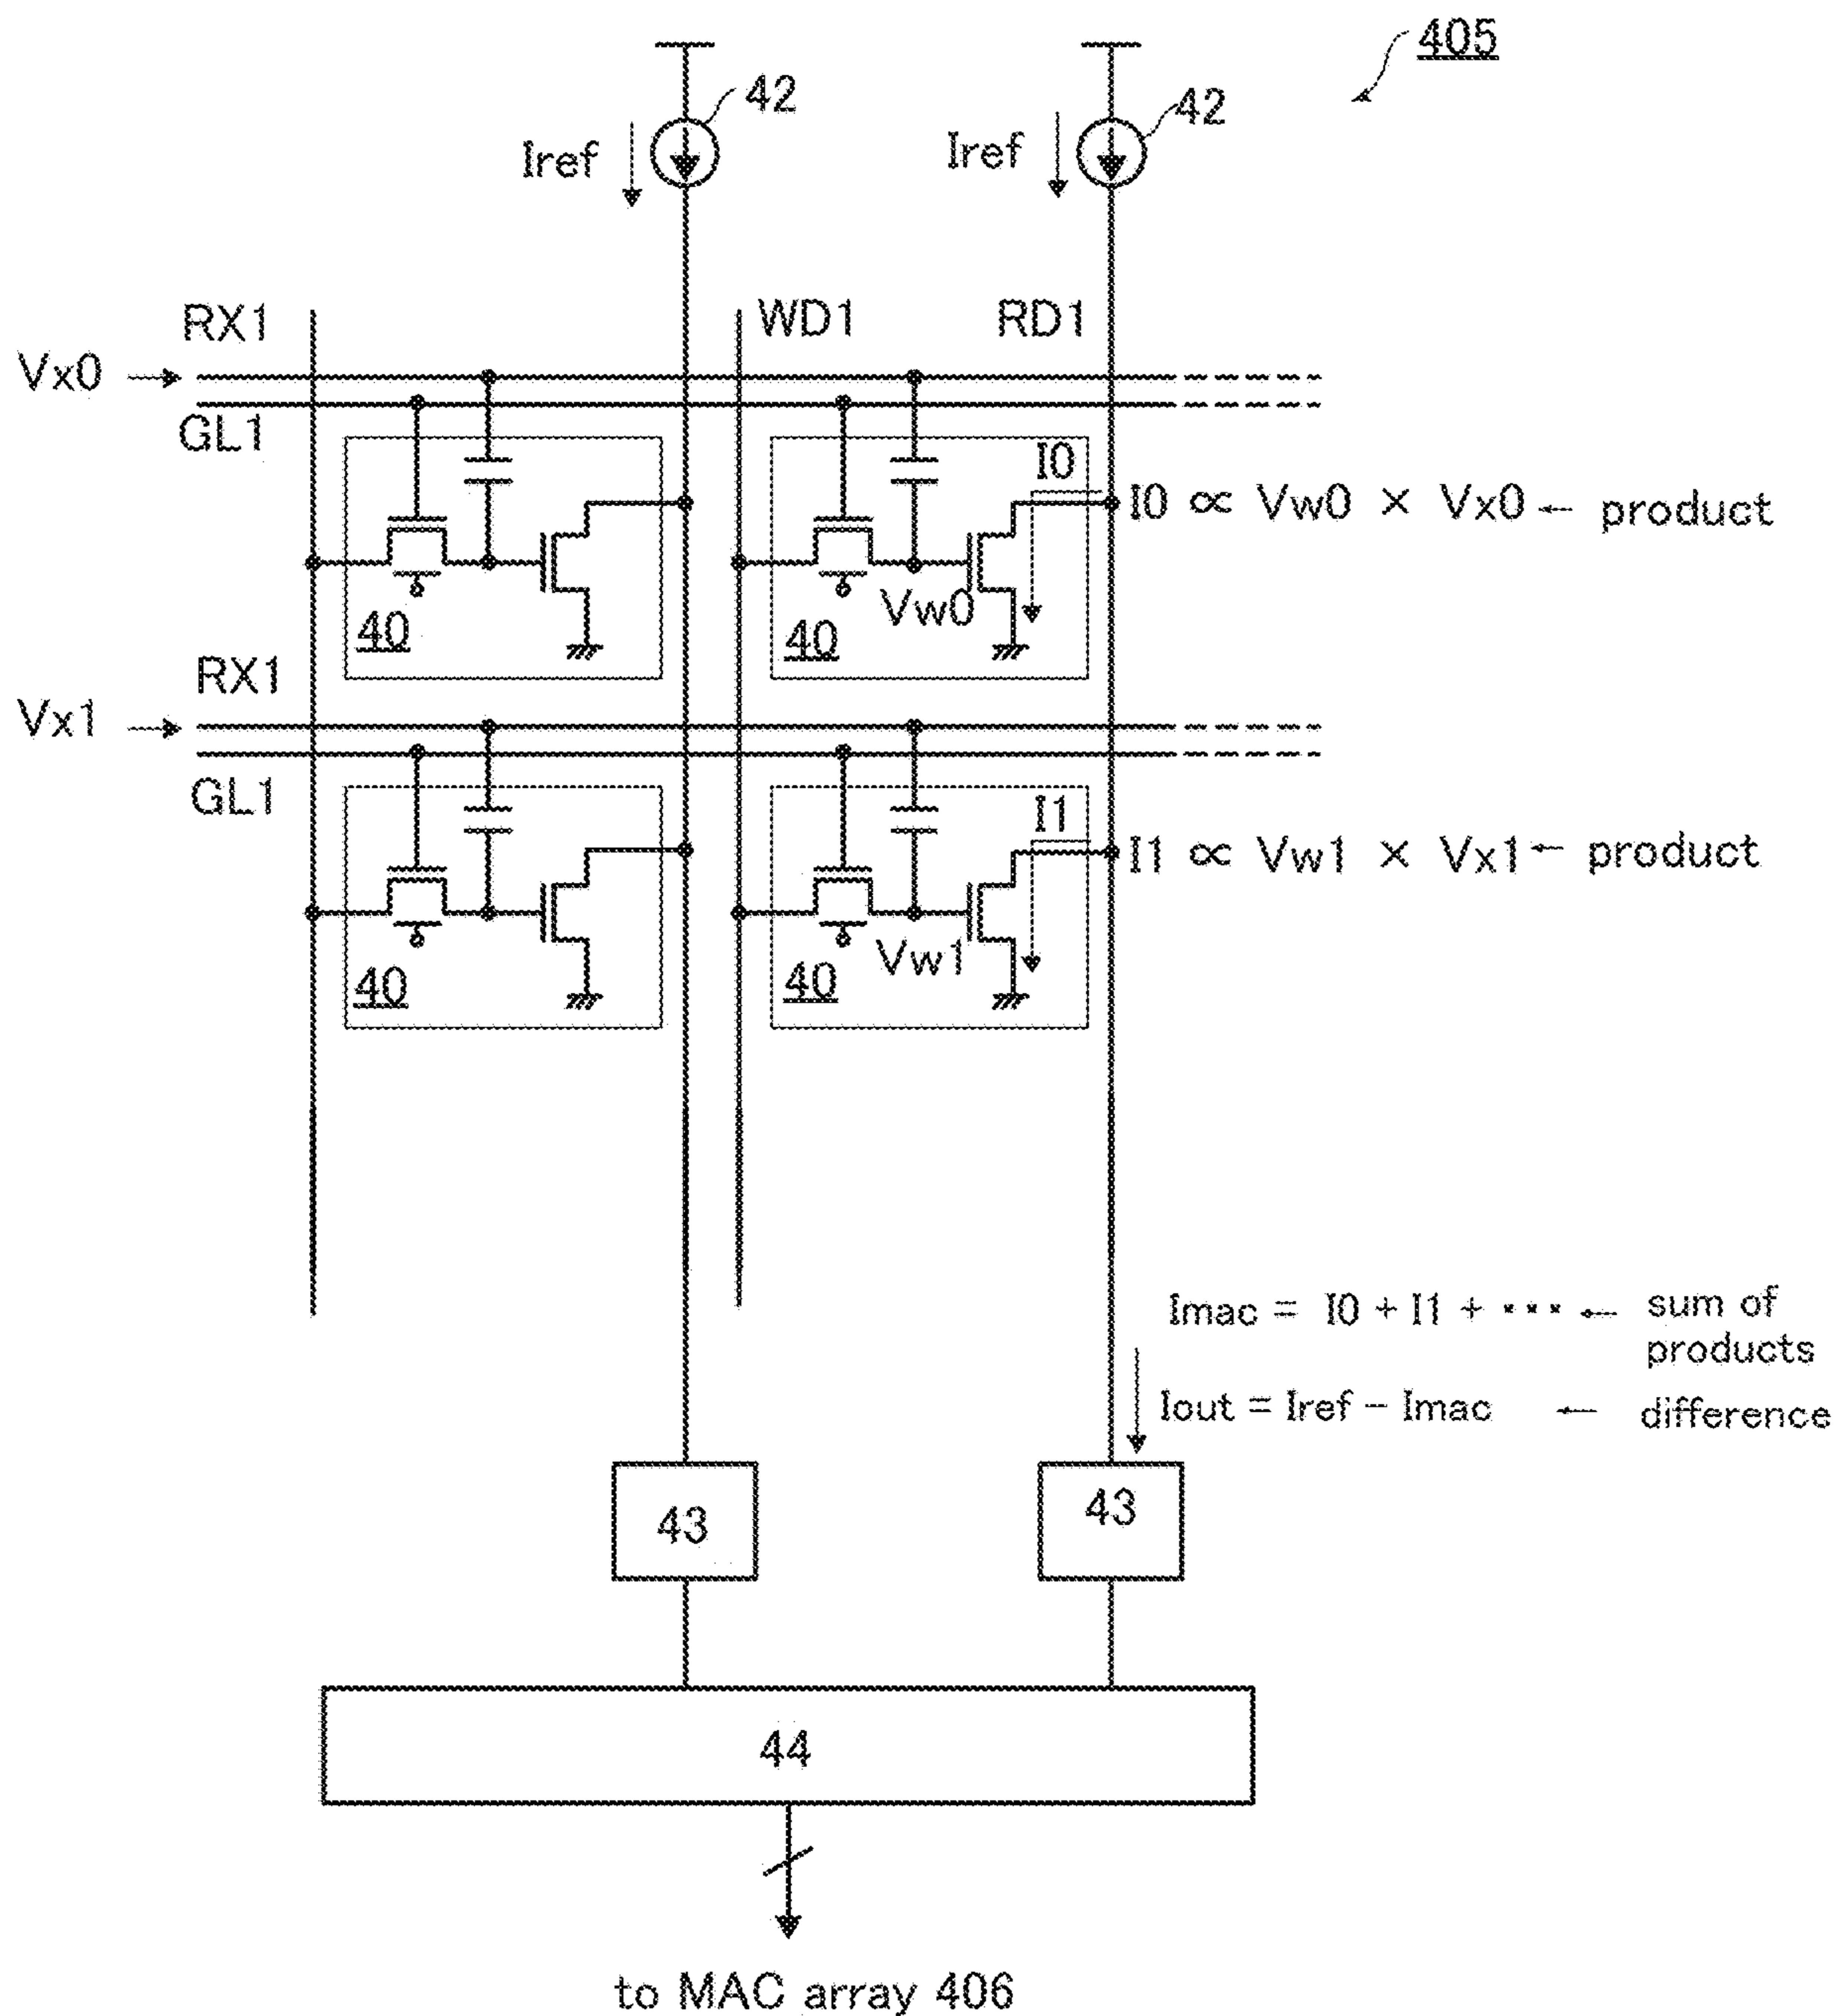 405
42
42
Iref
Iref
RX1
WD1
RD1
Vx0
GL1
I0
I0 ∝ Vw0 × Vx0 ← product
Vw0
40
40
RX1
Vx1
GL1
I1
I1 ∝ Vw1 × Vx1 ← product
Vw1
40
40
Imac = I0 + I1 + ··· ← sum of
products
Iout = Iref − Imac ← difference
43
43
44
to MAC array 406